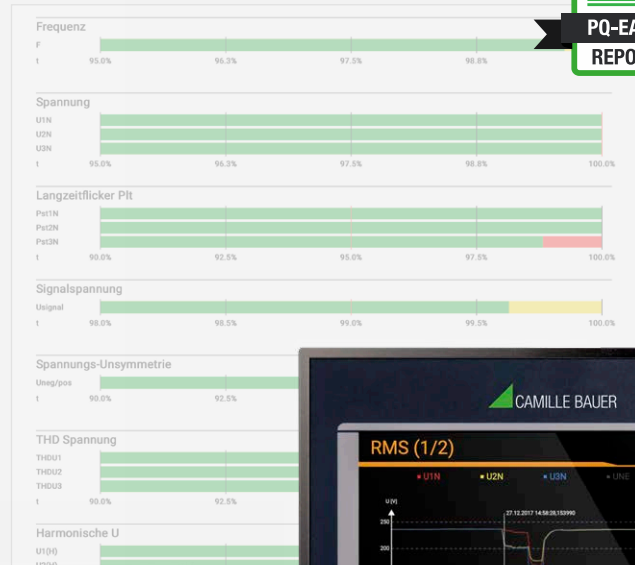 PQ-EA
REPO
Frequenz
F
t 95.0% 96.3% 97.5% 98.8%
Spannung
U1N
U2N
U3N
t 95.0% 96.3% 97.5% 98.8% 100.0%
Langzeitflicker Plt
Pst1N
Pst2N
Pst3N
t 90.0% 92.5% 95.0% 97.5% 100.0%
Signalspannung
Usignal
t 98.0% 98.5% 99.0% 99.5% 100.0%
Spannungs-Unsymmetrie
Uneg/pos
t 90.0% 92.5%
THD Spannung
THDU1
THDU2
THDU3
t 90.0% 92.5%
Harmonische U
U1(H)
CAMILLE BAUER
RMS (1/2)
U1N U2N U3N UNE
U (V)
27.12.2017 14:58:28,153990
250
200